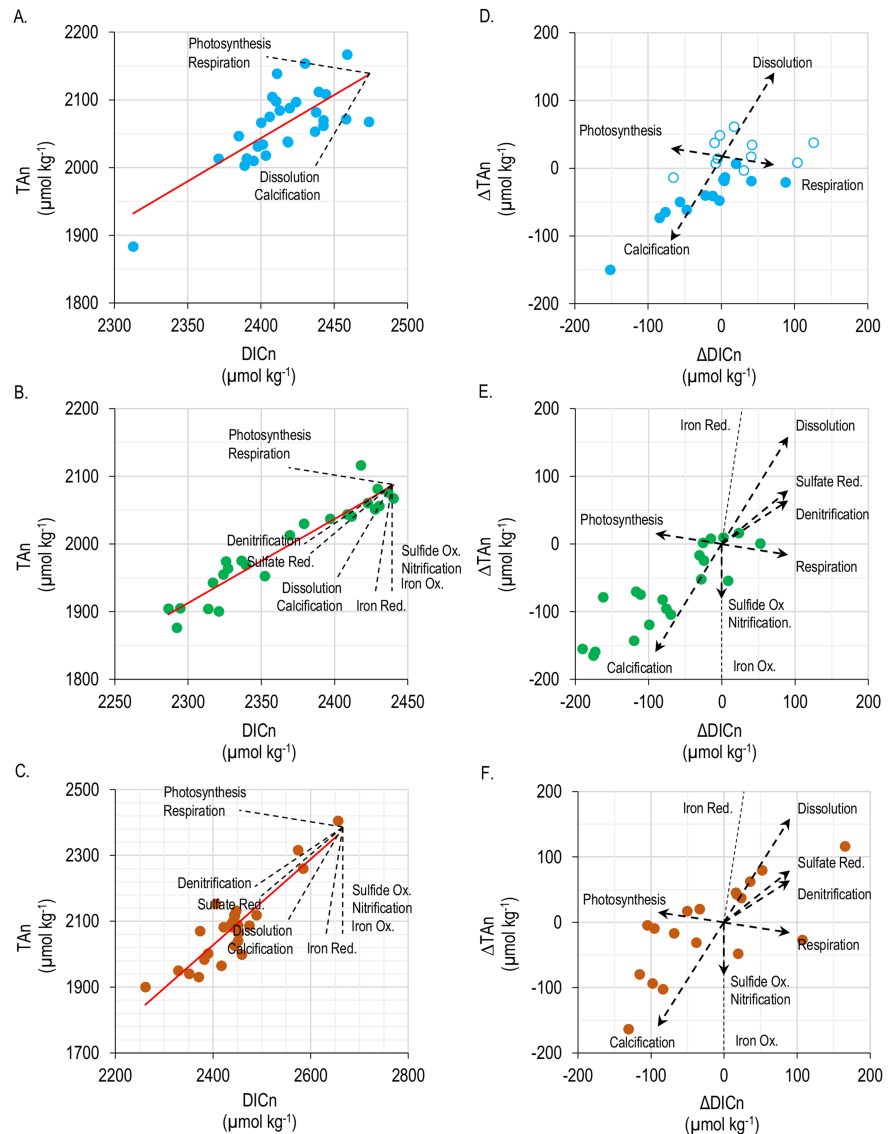 A.
2200
2100
2000
1900
1800
TAn
(µmol kg-1)
Photosynthesis
Respiration
Dissolution
Calcification
2300
2350
2400
2450
2500
DICn
(µmol kg-1)
D.
200
100
0
-100
-200
ΔTAn
(µmol kg-1)
Dissolution
Photosynthesis
Respiration
Calcification
-200
-100
0
100
200
ΔDICn
(µmol kg-1)
B.
2200
2100
2000
1900
1800
TAn
(µmol kg-1)
Photosynthesis
Respiration
Denitrification
Sulfate Red.
Dissolution
Calcification
Sulfide Ox.
Nitrification
Iron Ox.
Iron Red.
2250
2300
2350
2400
2450
DICn
(µmol kg-1)
E.
200
100
0
-100
-200
ΔTAn
(µmol kg-1)
Iron Red.
Dissolution
Sulfate Red.
Denitrification
Photosynthesis
Respiration
Sulfide Ox
Nitrification.
Calcification
Iron Ox.
-200
-100
0
100
200
ΔDICn
(µmol kg-1)
C.
2500
2300
2100
1900
1700
TAn
(µmol kg-1)
Photosynthesis
Respiration
Denitrification
Sulfate Red.
Dissolution
Calcification
Sulfide Ox.
Nitrification
Iron Ox.
Iron Red.
2200
2400
2600
2800
DICn
(µmol kg-1)
F.
200
100
0
-100
-200
ΔTAn
(µmol kg-1)
Iron Red.
Dissolution
Sulfate Red.
Denitrification
Photosynthesis
Respiration
Sulfide Ox.
Nitrification
Calcification
Iron Ox.
-200
-100
0
100
200
ΔDICn
(µmol kg-1)